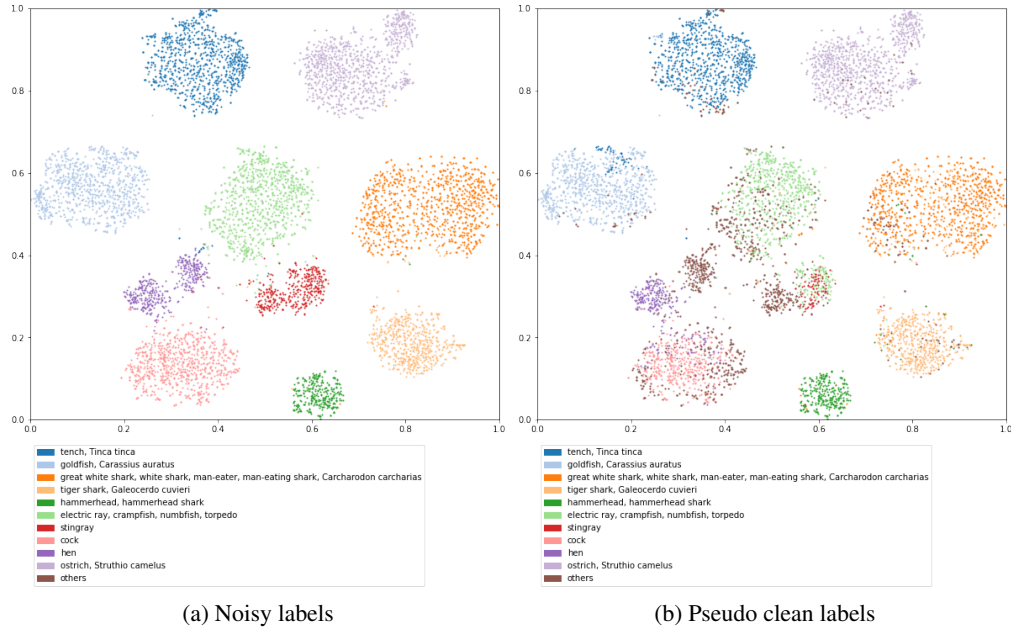 1.0
0.8
0.6
0.4
0.2
0.0
0.0 0.2 0.4 0.6 0.8 1.0
tench, Tinca tinca
goldfish, Carassius auratus
great white shark, white shark, man-eater, man-eating shark, Carcharodon carcharias
tiger shark, Galeocerdo cuvieri
hammerhead, hammerhead shark
electric ray, crampfish, numbfish, torpedo
stingray
cock
hen
ostrich, Struthio camelus
others
(a) Noisy labels
1.0
0.8
0.6
0.4
0.2
0.0
0.0 0.2 0.4 0.6 0.8 1.0
tench, Tinca tinca
goldfish, Carassius auratus
great white shark, white shark, man-eater, man-eating shark, Carcharodon carcharias
tiger shark, Galeocerdo cuvieri
hammerhead, hammerhead shark
electric ray, crampfish, numbfish, torpedo
stingray
cock
hen
ostrich, Struthio camelus
others
(b) Pseudo clean labels